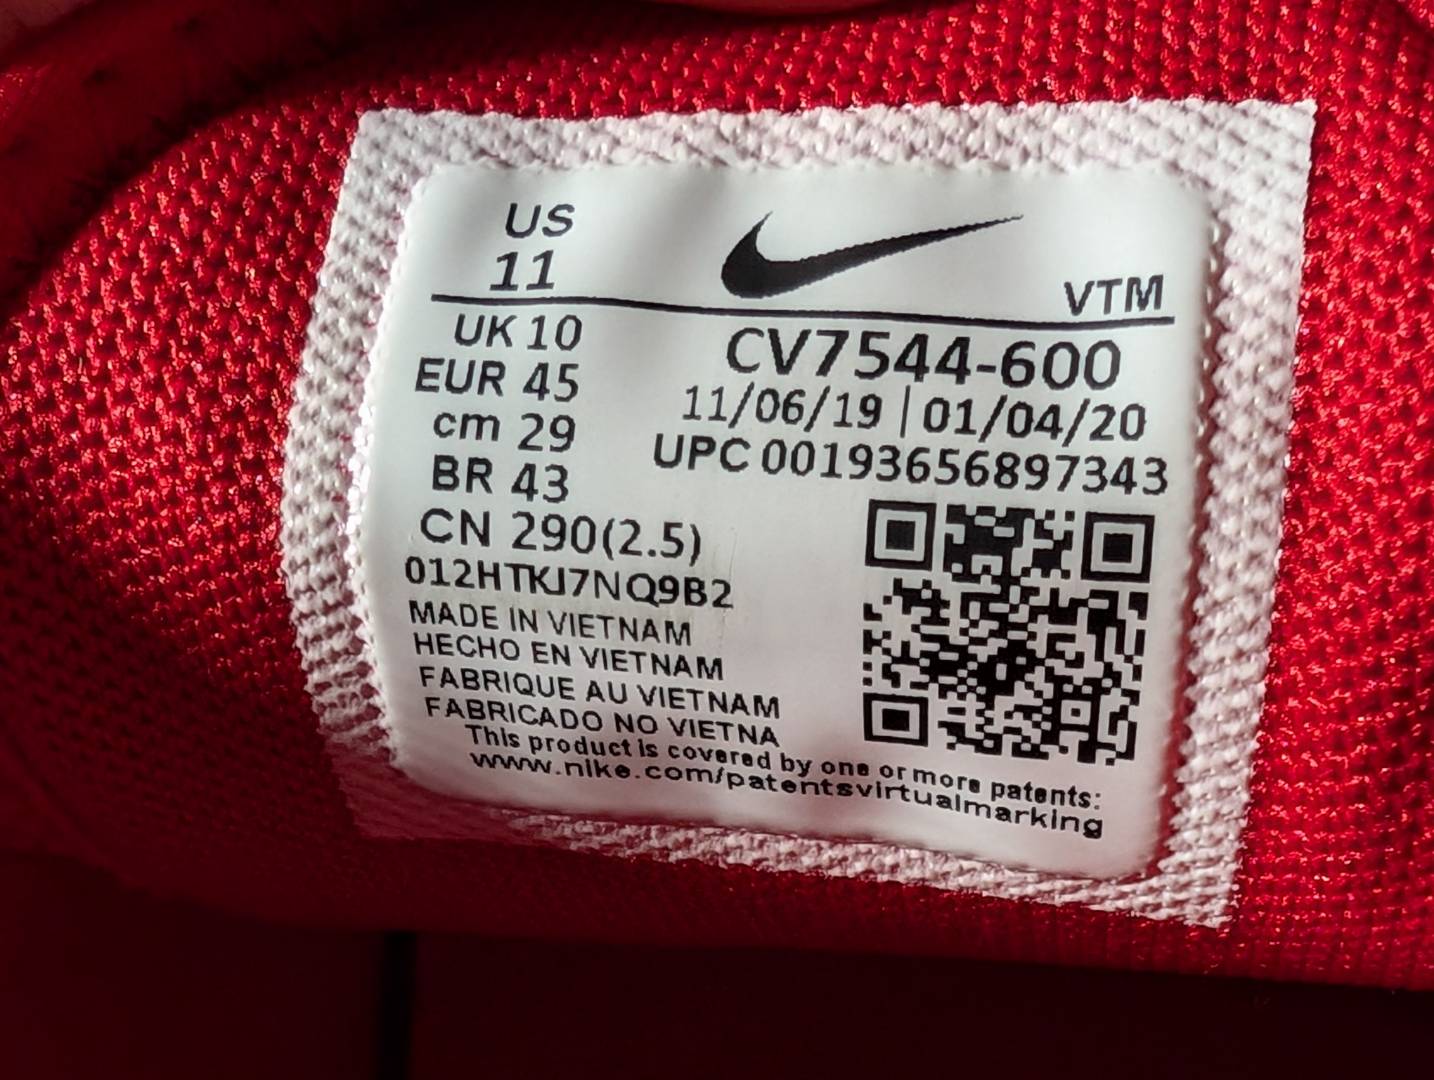 US
11
VTM
UK 10
EUR 45
cm 29
BR 43
CN 290(2.5)
CV7544-600
11/06/19 | 01/04/20
UPC 00193656897343
012HTKJ7NQ9B2
MADE IN VIETNAM
HECHO EN VIETNAM
FABRIQUE AU VIETNAM
FABRICADO NO VIETNA
This product is covered by one or more patents:
www.nike.com/patentsvirtualmarking